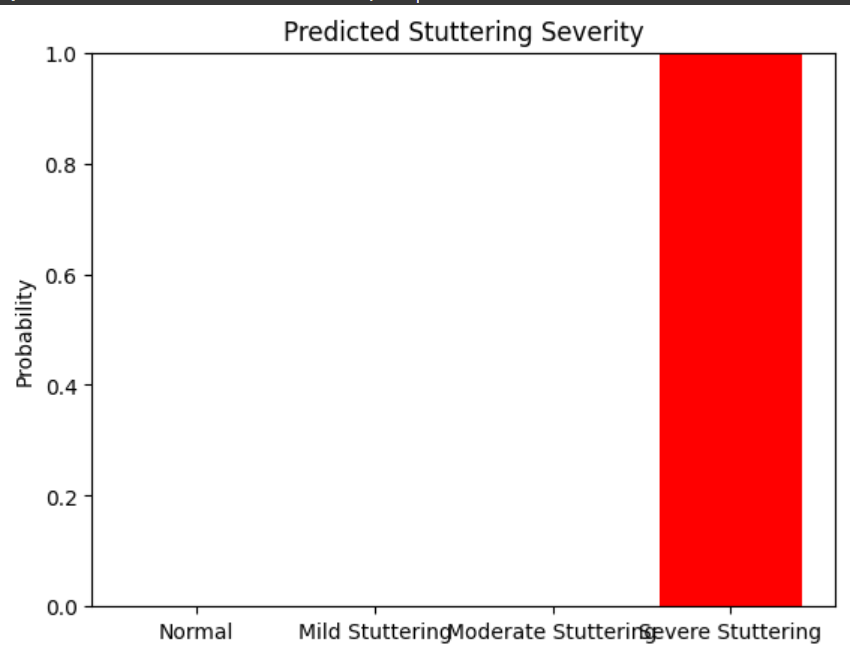 Predicted Stuttering Severity
1.0
0.8
0.6
0.4
0.2
0.0
Probability
Normal Mild Stuttering Moderate Stuttering Severe Stuttering